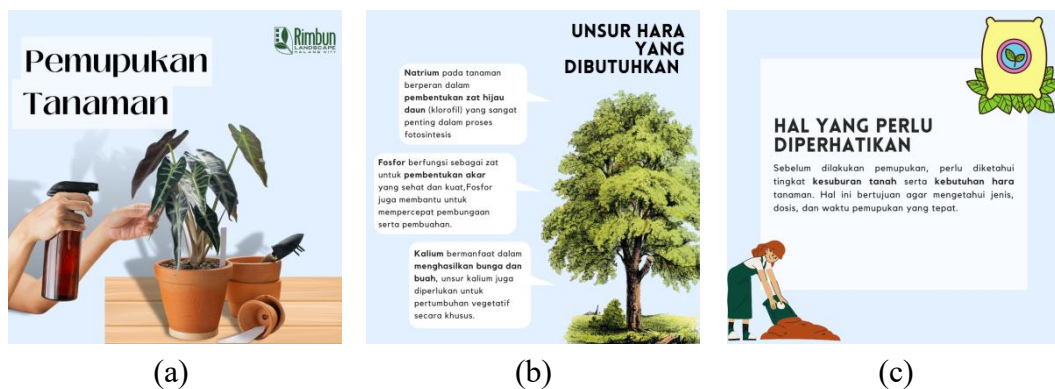 Pemupukan
Tanaman
Rimbun
LANDSCAPE
MALANG CITY
UNSUR HARA
YANG
DIBUTUHKAN
Natrium pada tanaman
berperan dalam
pembentukan zat hijau
daun (klorofil) yang sangat
penting dalam proses
fotosintesis
Fosfor berfungsi sebagai zat
untuk pembentukan akar
yang sehat dan kuat,Fosfor
juga membantu untuk
mempercepat pembungaan
serta pembuahan.
Kalium bermanfaat dalam
menghasilkan bunga dan
buah, unsur kalium juga
diperlukan untuk
pertumbuhan vegetatif
secara khusus.
HAL YANG PERLU
DIPERHATIKAN
Sebelum dilakukan pemupukan, perlu diketahui
tingkat kesuburan tanah serta kebutuhan hara
tanaman. Hal ini bertujuan agar mengetahui jenis,
dosis, dan waktu pemupukan yang tepat.
(a)
(b)
(c)